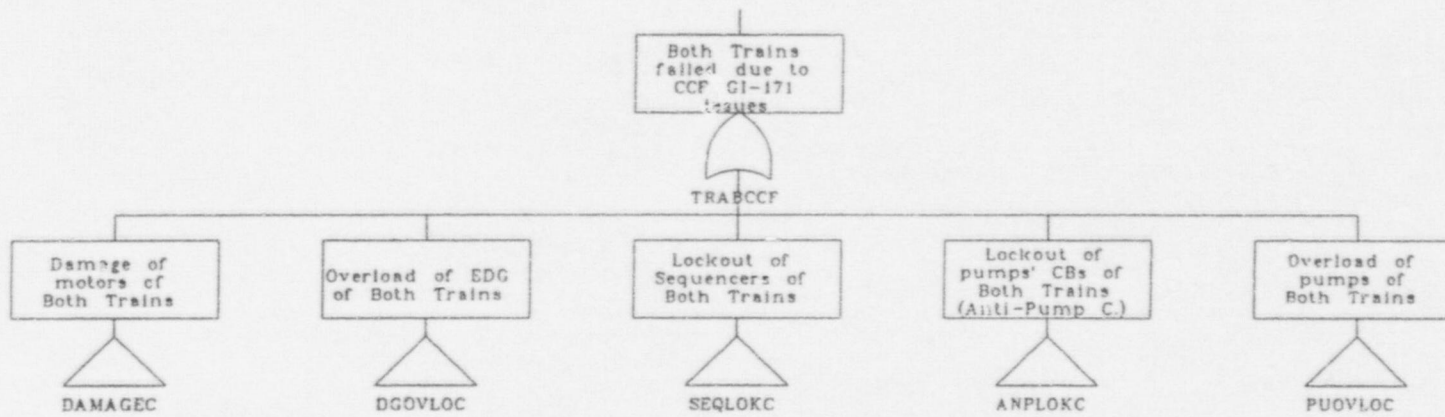 Both Trains
failed due to
CCF GI-171
issues
TRABCCF
Damage of
motors of
Both Trains
Overload of EDG
of Both Trains
Lockout of
Sequencers of
Both Trains
Lockout of
pumps' CBs of
Both Trains
(Anti-Pump C.)
Overload of
pumps of
Both Trains
DAMAGEC
DGOVLOC
SEQLOKC
ANPLOKC
PUOVLOC